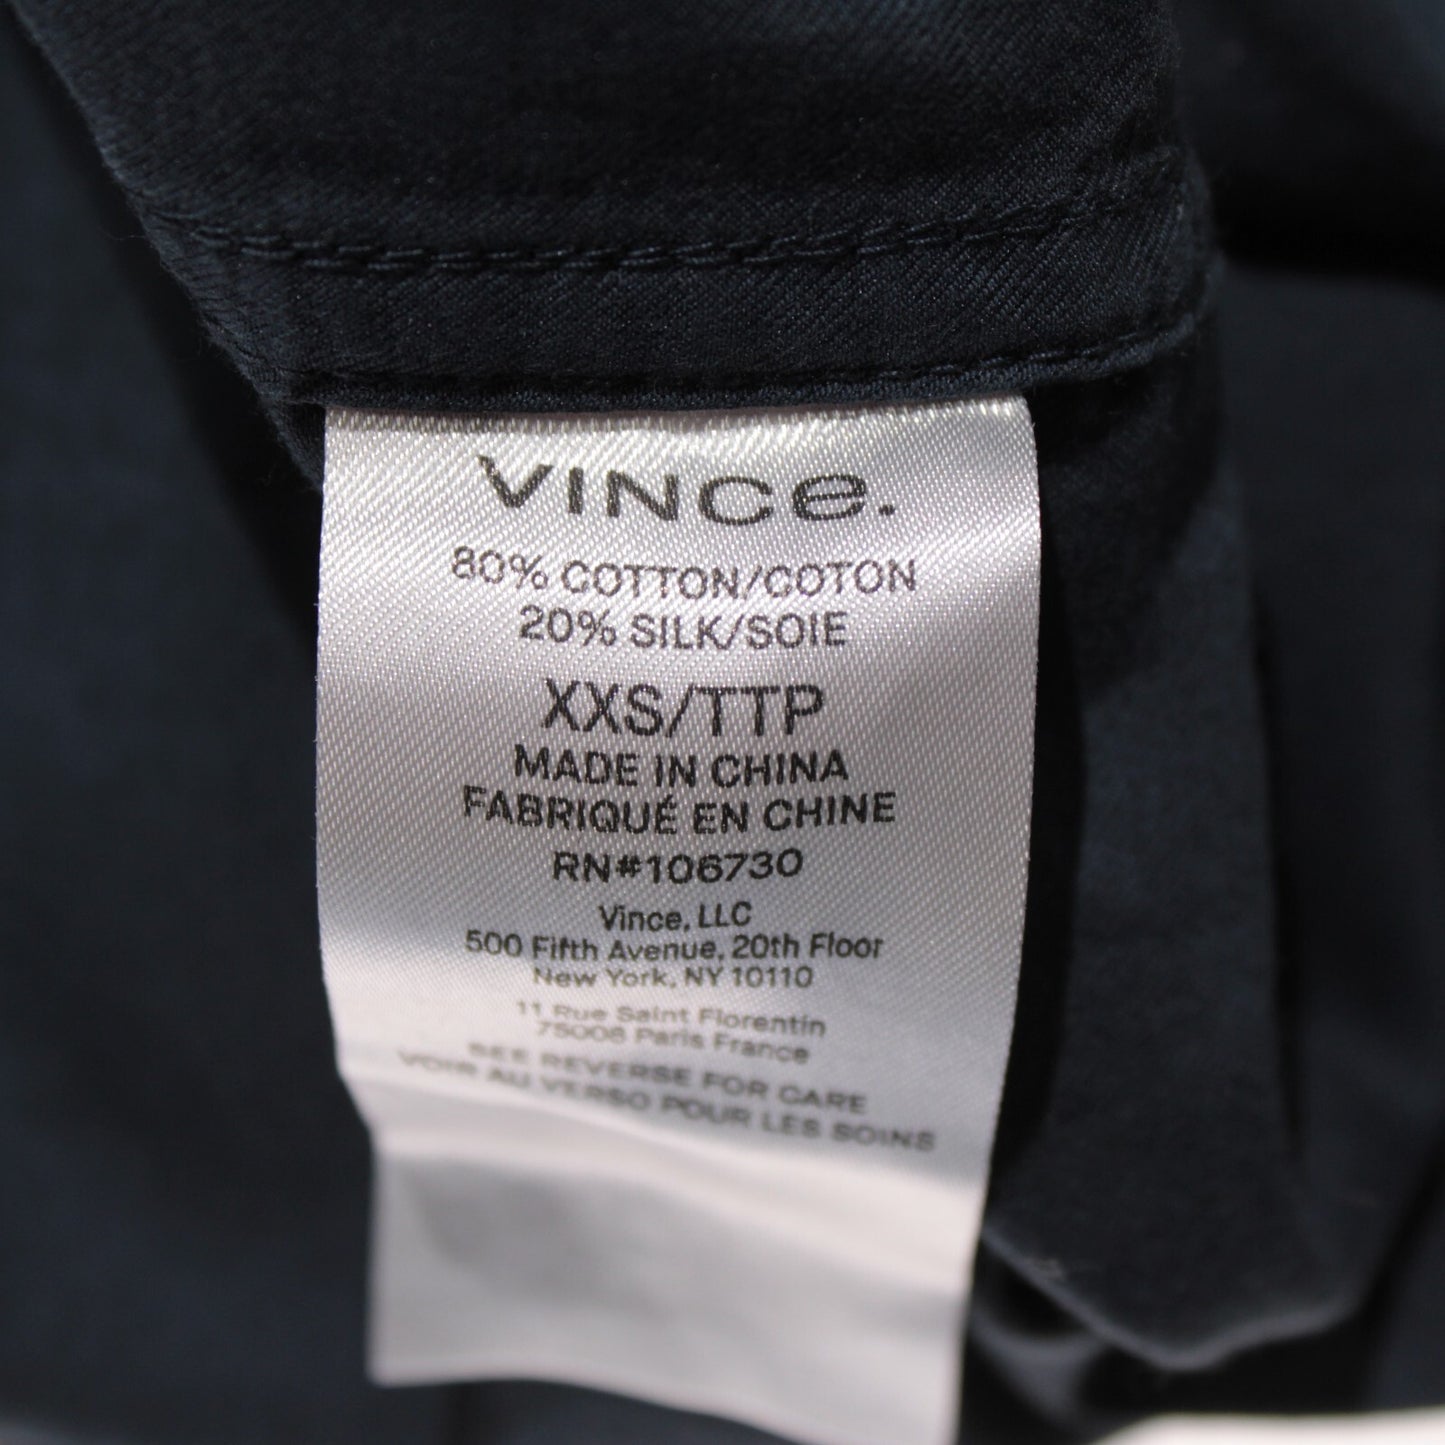 VINCe.
80% COTTON/COTON
20% SILK/SOIE
XXS/TTP
MADE IN CHINA
FABRIQUÉ EN CHINE
RN#106730
Vince, LLC
500 Fifth Avenue, 20th Floor
New York, NY 10110
11 Rue Saint Florentin
75008 Paris France
SEE REVERSE FOR CARE
VOIR AU VERSO POUR LES SOINS